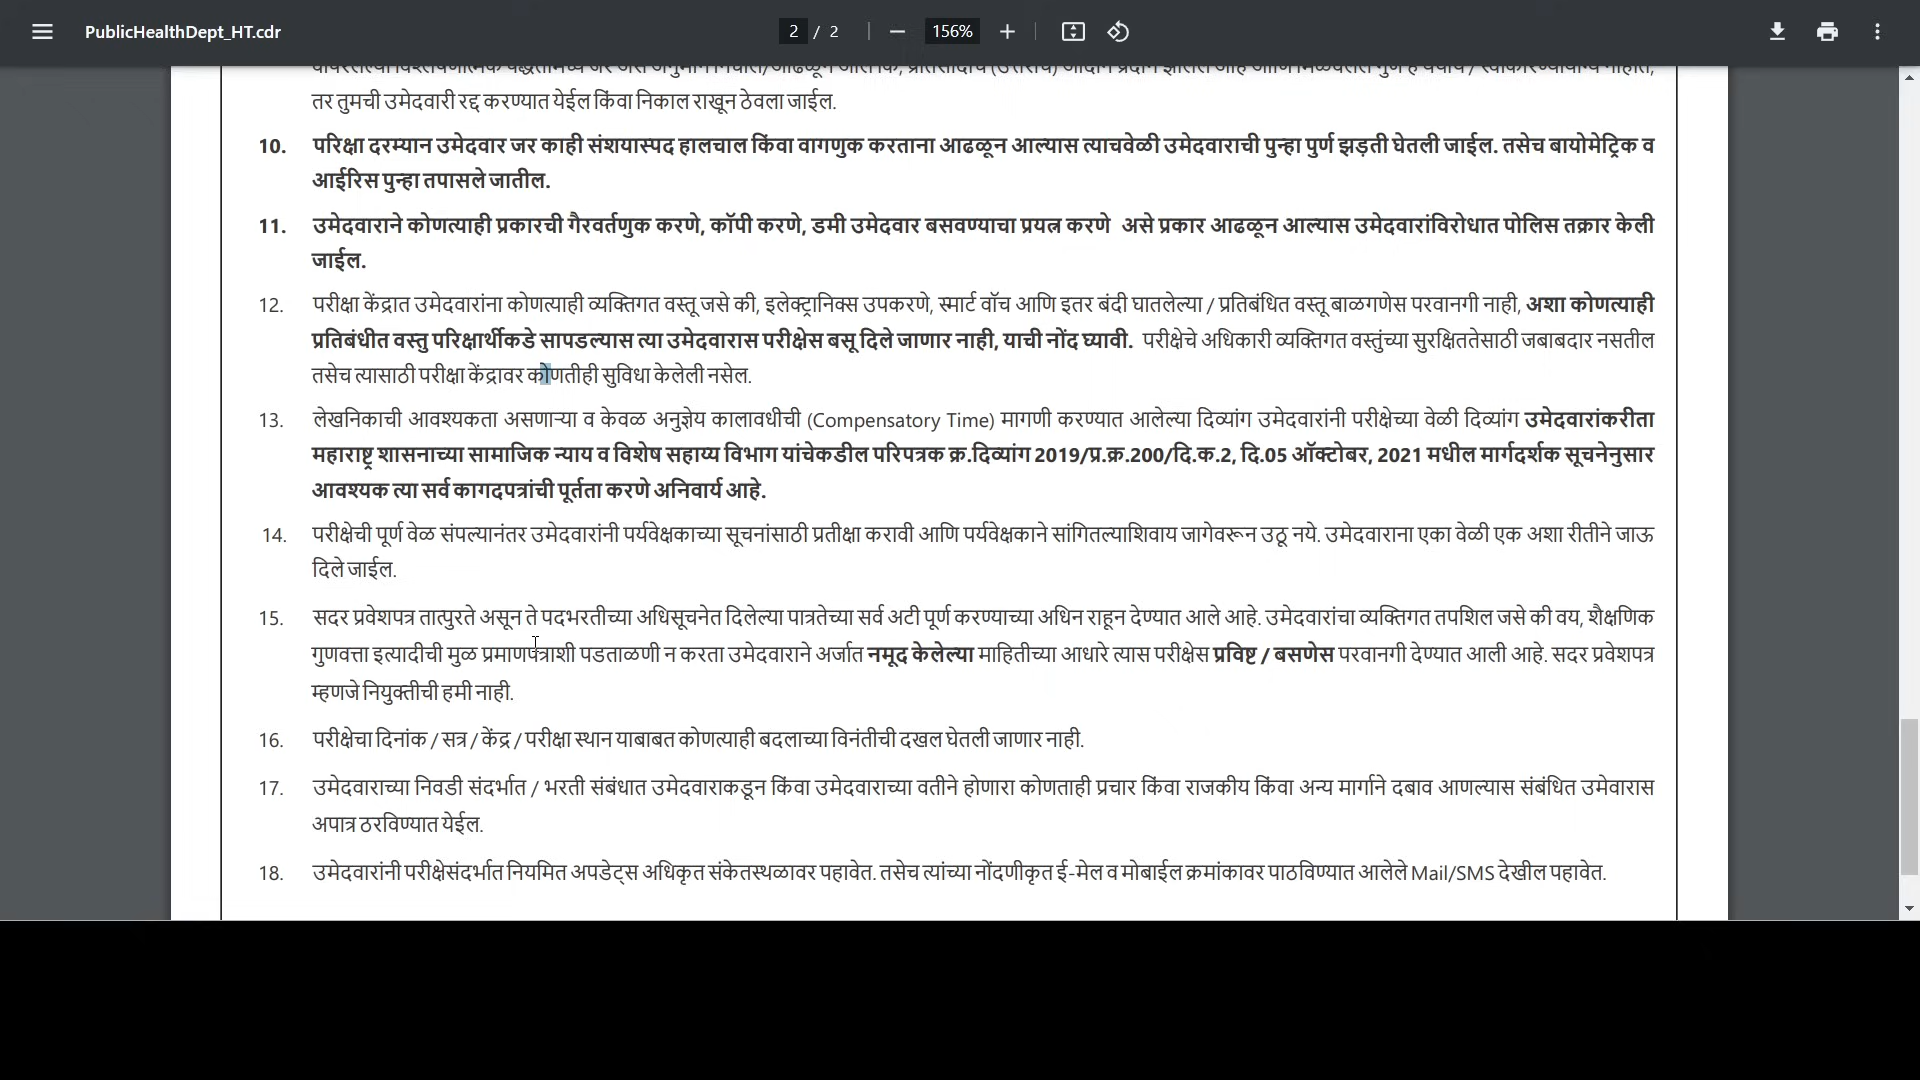 PublicHealthDept_HT.cdr
2 / 2
156%
तर तुमची उमेदवारी रद्द करण्यात येईल किंवा निकाल राखून ठेवला जाईल.
10. परिक्षा दरम्यान उमेदवार जर काही संशयास्पद हालचाल किंवा वागणुक करताना आढळून आल्यास त्याचवेळी उमेदवाराची पुन्हा पुर्ण झड़ती घेतली जाईल. तसेच बायोमेट्रिक व
आईरिस पुन्हा तपासले जातील.
11. उमेदवाराने कोणत्याही प्रकारची गैरवर्तणुक करणे, कॉपी करणे, डमी उमेदवार बसवण्याचा प्रयत्न करणे असे प्रकार आढळून आल्यास उमेदवारांविरोधात पोलिस तक्रार केली
जाईल.
12. परीक्षा केंद्रात उमेदवारांना कोणत्याही व्यक्तिगत वस्तू जसे की, इलेक्ट्रानिक्स उपकरणे, स्मार्ट वॉच आणि इतर बंदी घातलेल्या / प्रतिबंधित वस्तू बाळगणेस परवानगी नाही, अशा कोणत्याही
प्रतिबंधीत वस्तु परिक्षार्थीकडे सापडल्यास त्या उमेदवारास परीक्षेस बसू दिले जाणार नाही, याची नोंद घ्यावी. परीक्षेचे अधिकारी व्यक्तिगत वस्तुंच्या सुरक्षिततेसाठी जबाबदार नसतील
तसेच त्यासाठी परीक्षा केंद्रावर कोणतीही सुविधा केलेली नसेल.
13. लेखनिकाची आवश्यकता असणाऱ्या व केवळ अनुज्ञेय कालावधीची (Compensatory Time) मागणी करण्यात आलेल्या दिव्यांग उमेदवारांनी परीक्षेच्या वेळी दिव्यांग उमेदवारांकरीता
महाराष्ट्र शासनाच्या सामाजिक न्याय व विशेष सहाय्य विभाग यांचेकडील परिपत्रक क्र.दिव्यांग 2019/प्र.क्र.200/दि.क.2, दि.05 ऑक्टोबर, 2021 मधील मार्गदर्शक सूचनेनुसार
आवश्यक त्या सर्व कागदपत्रांची पूर्तता करणे अनिवार्य आहे.
14. परीक्षेची पूर्ण वेळ संपल्यानंतर उमेदवारांनी पर्यवेक्षकाच्या सूचनांसाठी प्रतीक्षा करावी आणि पर्यवेक्षकाने सांगितल्याशिवाय जागेवरून उठू नये. उमेदवाराना एका वेळी एक अशा रीतीने जाऊ
दिले जाईल.
15. सदर प्रवेशपत्र तात्पुरते असून ते पदभरतीच्या अधिसूचनेत दिलेल्या पात्रतेच्या सर्व अटी पूर्ण करण्याच्या अधिन राहून देण्यात आले आहे. उमेदवारांचा व्यक्तिगत तपशिल जसे की वय, शैक्षणिक
गुणवत्ता इत्यादीची मुळ प्रमाणपत्राशी पडताळणी न करता उमेदवाराने अर्जात नमूद केलेल्या माहितीच्या आधारे त्यास परीक्षेस प्रविष्ट / बसणेस परवानगी देण्यात आली आहे. सदर प्रवेशपत्र
म्हणजे नियुक्तीची हमी नाही.
16. परीक्षेचा दिनांक / सत्र / केंद्र / परीक्षा स्थान याबाबत कोणत्याही बदलाच्या विनंतीची दखल घेतली जाणार नाही.
17. उमेदवाराच्या निवडी संदर्भात / भरती संबंधात उमेदवाराकडून किंवा उमेदवाराच्या वतीने होणारा कोणताही प्रचार किंवा राजकीय किंवा अन्य मार्गाने दबाव आणल्यास संबंधित उमेवारास
अपात्र ठरविण्यात येईल.
18. उमेदवारांनी परीक्षेसंदर्भात नियमित अपडेट्स अधिकृत संकेतस्थळावर पहावेत. तसेच त्यांच्या नोंदणीकृत ई-मेल व मोबाईल क्रमांकावर पाठविण्यात आलेले Mail/SMS देखील पहावेत.